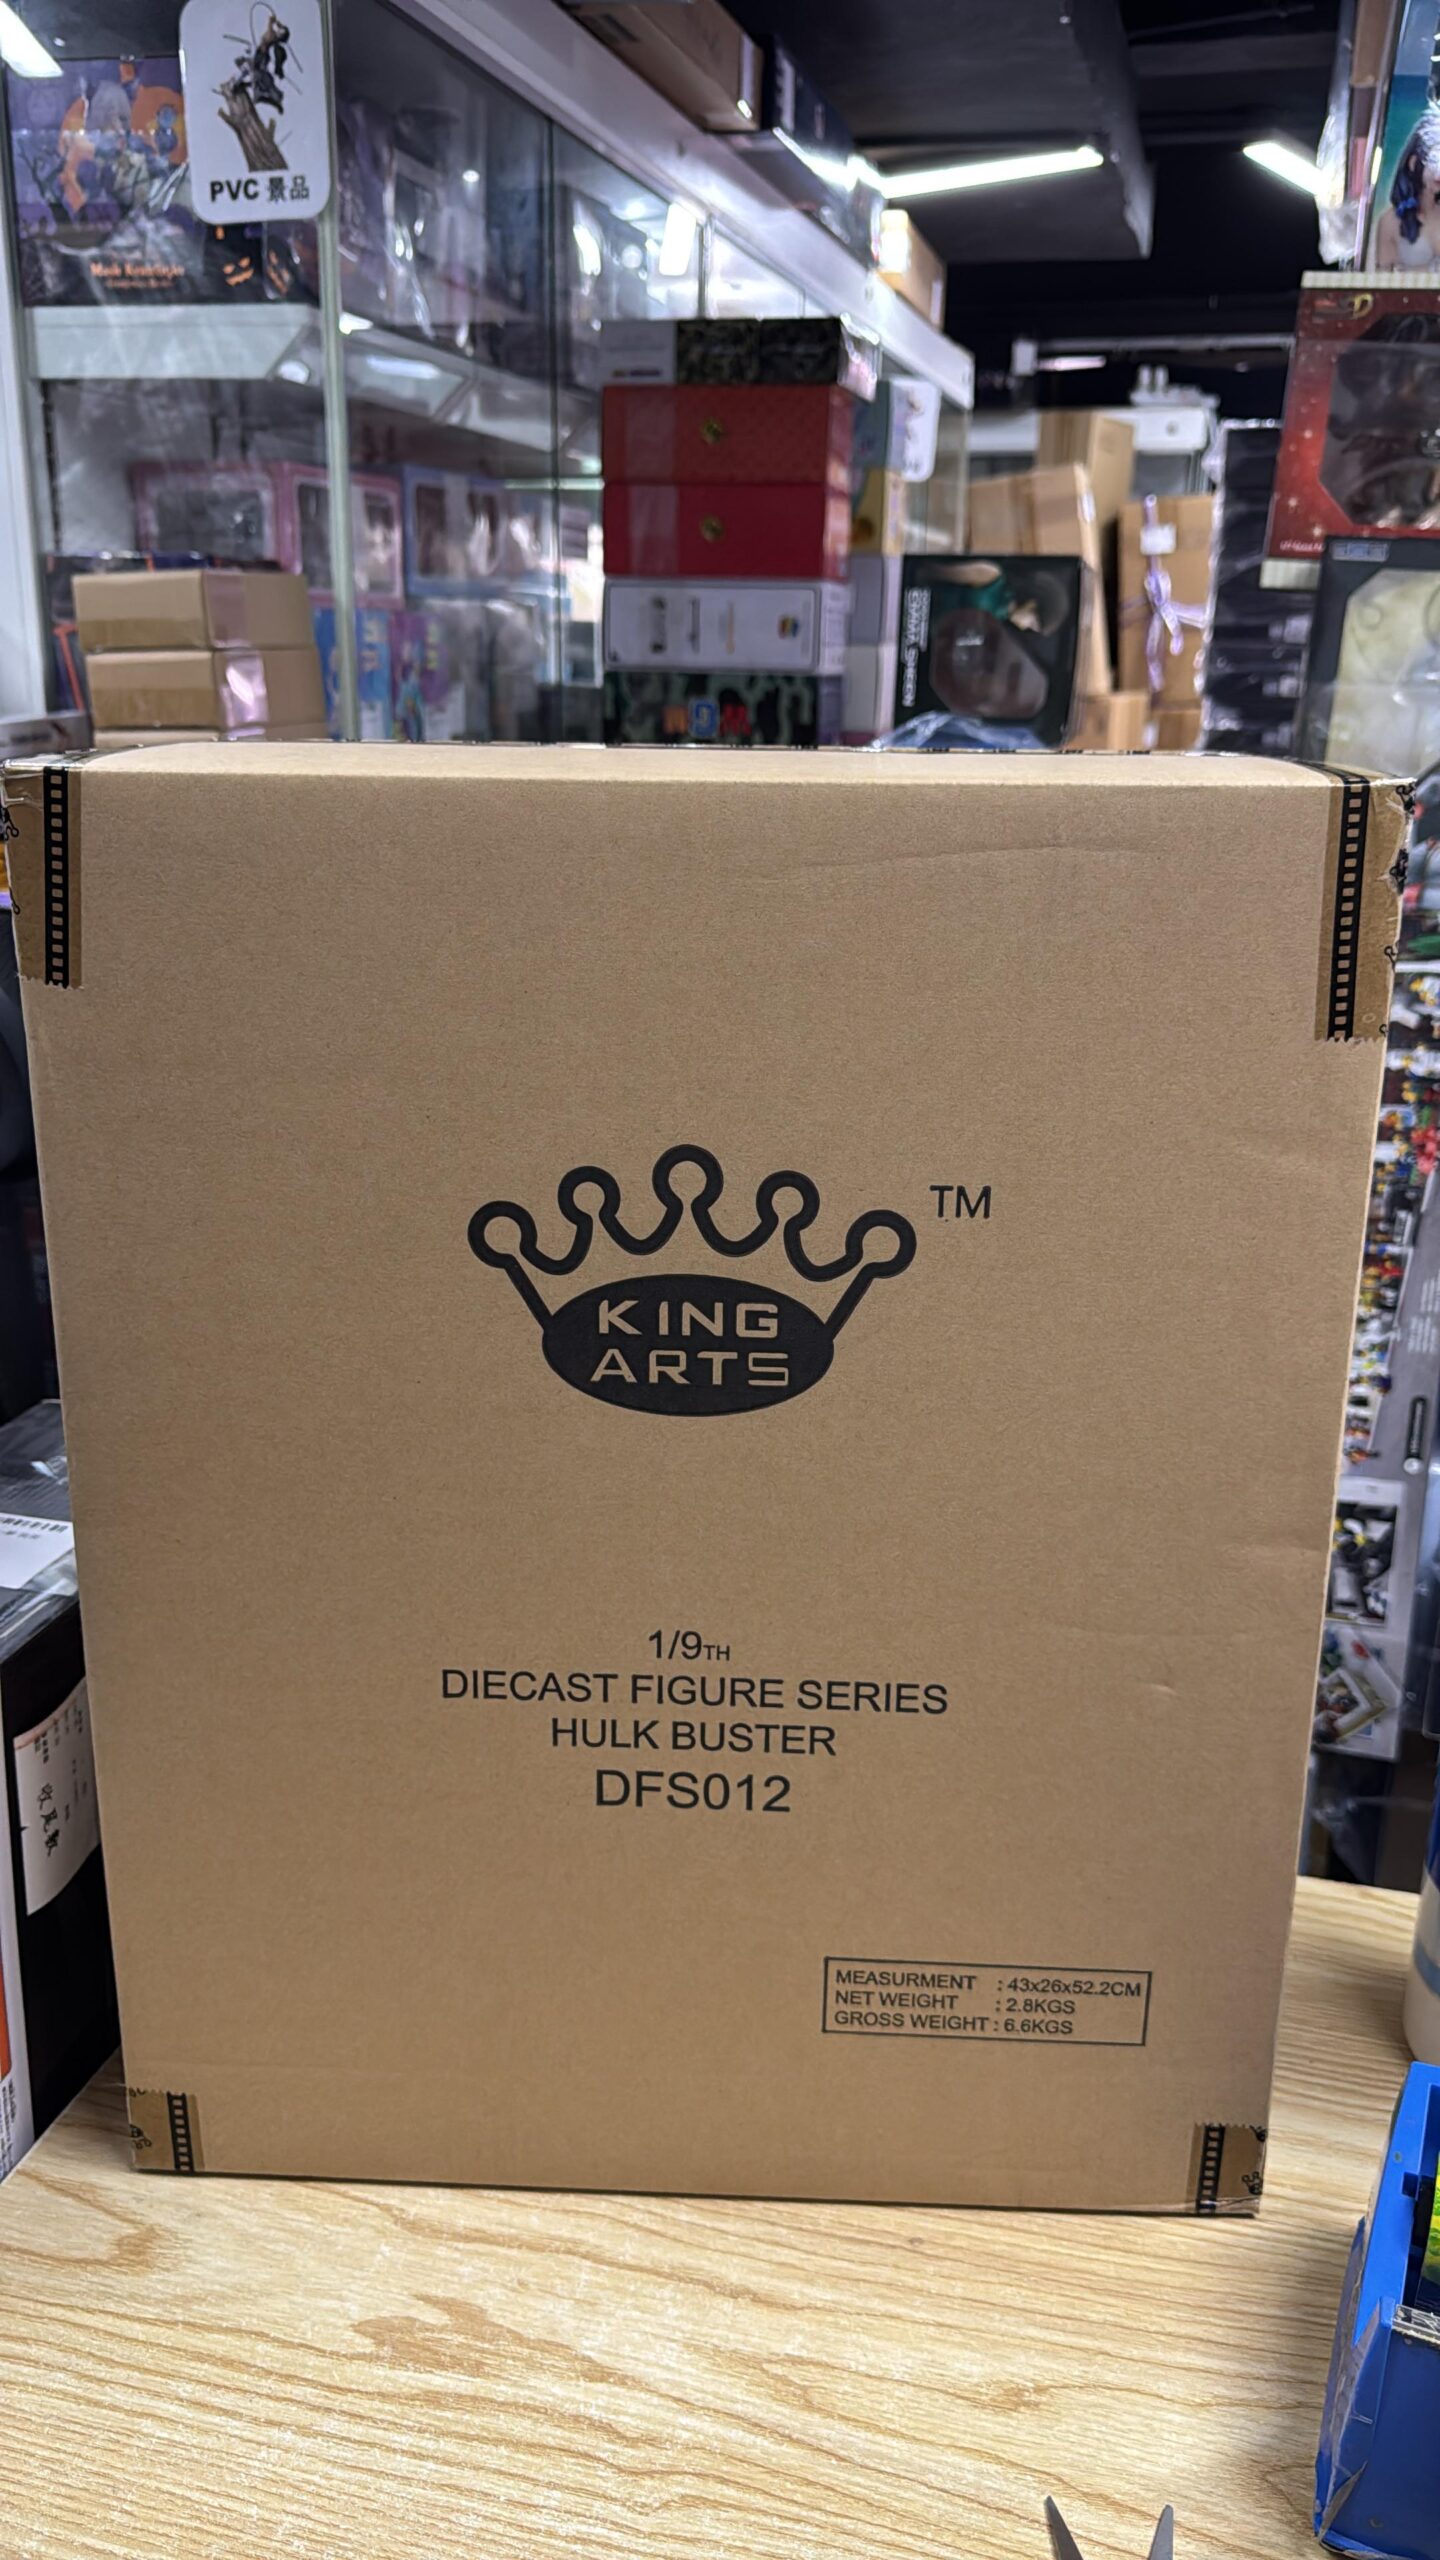 PVC 景品
TM
KING
ARTS
1/9TH
DIECAST FIGURE SERIES
HULK BUSTER
DFS012
MEASURMENT : 43x26x52.2CM
NET WEIGHT : 2.8KGS
GROSS WEIGHT : 6.6KGS